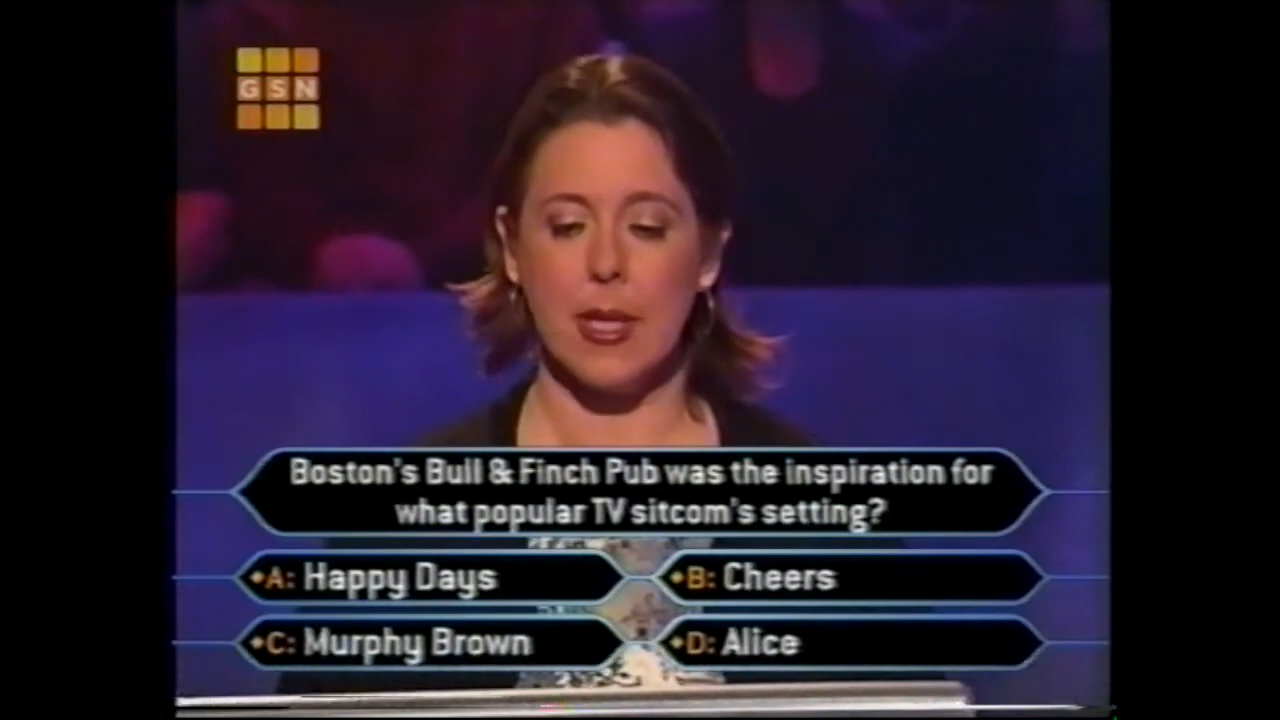 GSN
Boston's Bull & Finch Pub was the inspiration for
what popular TV sitcom's setting?
•A: Happy Days
•B: Cheers
•C: Murphy Brown
•D: Alice